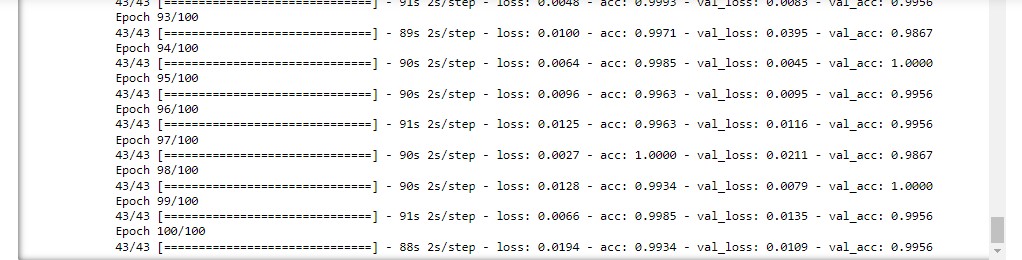 43/43 [==============================] - 91s 2s/step - loss: 0.0048 - acc: 0.9993 - val_loss: 0.0083 - val_acc: 0.9956
Epoch 93/100
43/43 [==============================] - 89s 2s/step - loss: 0.0100 - acc: 0.9971 - val_loss: 0.0395 - val_acc: 0.9867
Epoch 94/100
43/43 [==============================] - 90s 2s/step - loss: 0.0064 - acc: 0.9985 - val_loss: 0.0045 - val_acc: 1.0000
Epoch 95/100
43/43 [==============================] - 90s 2s/step - loss: 0.0096 - acc: 0.9963 - val_loss: 0.0095 - val_acc: 0.9956
Epoch 96/100
43/43 [==============================] - 91s 2s/step - loss: 0.0125 - acc: 0.9963 - val_loss: 0.0116 - val_acc: 0.9956
Epoch 97/100
43/43 [==============================] - 90s 2s/step - loss: 0.0027 - acc: 1.0000 - val_loss: 0.0211 - val_acc: 0.9867
Epoch 98/100
43/43 [==============================] - 90s 2s/step - loss: 0.0128 - acc: 0.9934 - val_loss: 0.0079 - val_acc: 1.0000
Epoch 99/100
43/43 [==============================] - 91s 2s/step - loss: 0.0066 - acc: 0.9985 - val_loss: 0.0135 - val_acc: 0.9956
Epoch 100/100
43/43 [==============================] - 88s 2s/step - loss: 0.0194 - acc: 0.9934 - val_loss: 0.0109 - val_acc: 0.9956